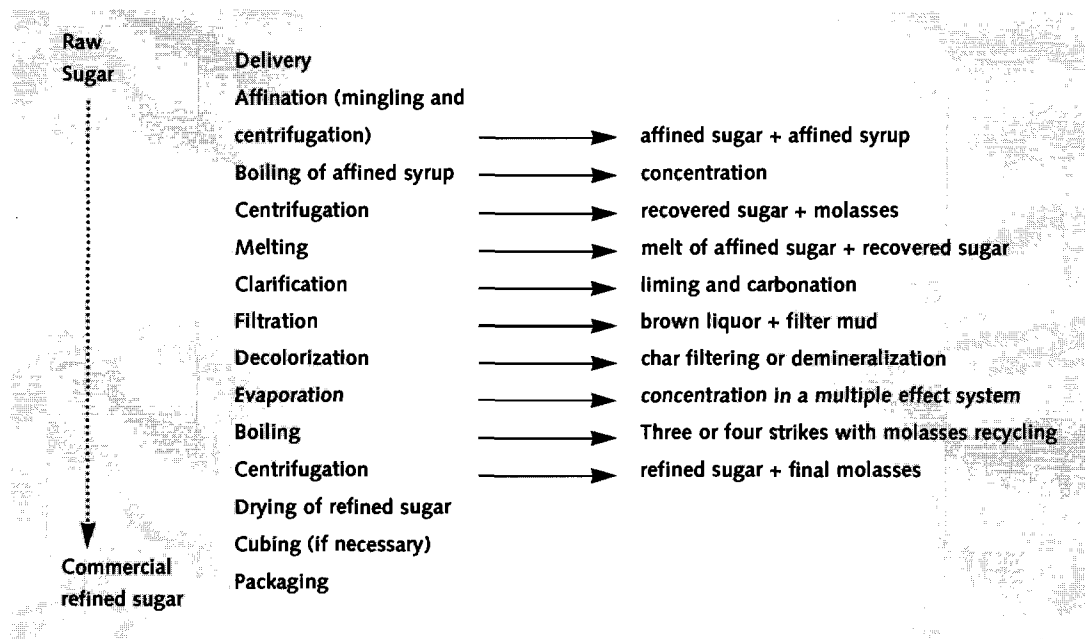 Raw
Sugar
Delivery
Affination (mingling and
centrifugation) affined sugar + affined syrup
Boiling of affined syrup concentration
Centrifugation recovered sugar + molasses
Melting melt of affined sugar + recovered sugar
Clarification liming and carbonation
Filtration brown liquor + filter mud
Decolorization char filtering or demineralization
Evaporation concentration in a multiple effect system
Boiling Three or four strikes with molasses recycling
Centrifugation refined sugar + final molasses
Drying of refined sugar
Cubing (if necessary)
Packaging
Commercial
refined sugar